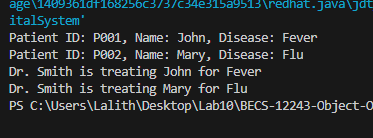 age\1409361df168256c3737c34e315a9513\redhat.java\jdt
italSystem'
Patient ID: P001, Name: John, Disease: Fever
Patient ID: P002, Name: Mary, Disease: Flu
Dr. Smith is treating John for Fever
Dr. Smith is treating Mary for Flu
PS C:\Users\Lalith\Desktop\Lab10\BECS-12243-Object-O